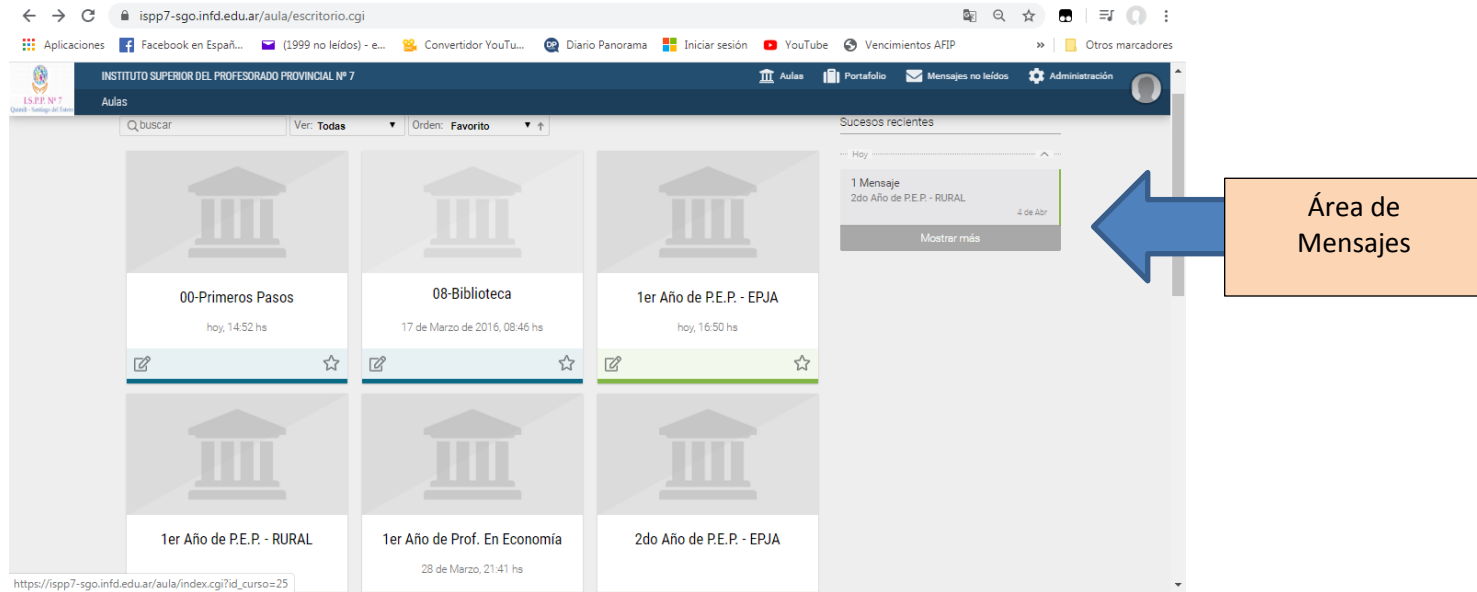 ispp7-sgo.infd.edu.ar/aula/escritorio.cgi
Aplicaciones Facebook en Españ... (1999 no leídos) - e... Convertidor YouTu... DP Diario Panorama Iniciar sesión YouTube Vencimientos AFIP » Otros marcadores
INSTITUTO SUPERIOR DEL PROFESORADO PROVINCIAL Nº 7 Aulas Portafolio Mensajes no leídos Administración
I.S.P.P. Nº 7
Aulas
buscar Ver: Todas Orden: Favorito Sucesos recientes
Hoy
1 Mensaje
2do Año de P.E.P. - RURAL
4 de Abr
Mostrar más
Área de
Mensajes
00-Primeros Pasos 08-Biblioteca 1er Año de P.E.P. - EPJA
hoy, 14:52 hs 17 de Marzo de 2016, 08:46 hs hoy, 16:50 hs
1er Año de P.E.P. - RURAL 1er Año de Prof. En Economía 2do Año de P.E.P. - EPJA
28 de Marzo, 21:41 hs
https://ispp7-sgo.infd.edu.ar/aula/index.cgi?id_curso=25